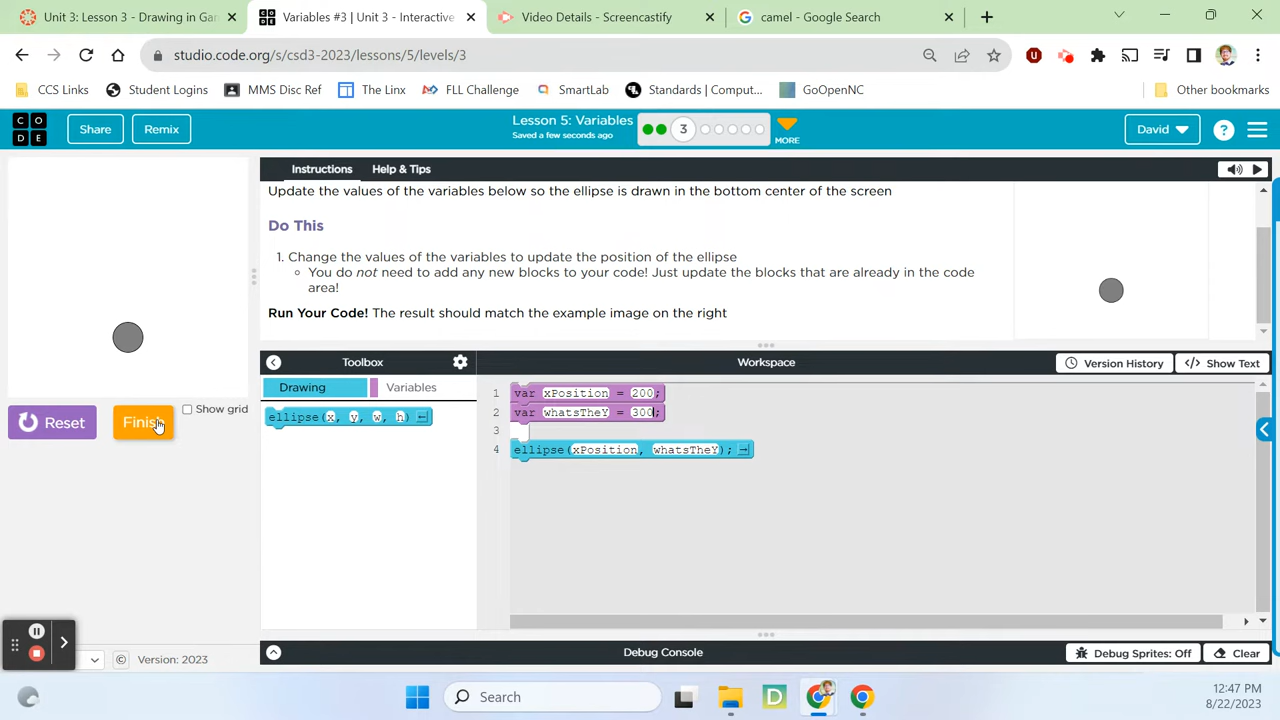 Unit 3: Lesson 3 - Drawing in Gam
Variables #3 | Unit 3 - Interactive
Video Details - Screencastify
camel - Google Search
studio.code.org/s/csd3-2023/lessons/5/levels/3
CCS Links
Student Logins
MMS Disc Ref
The Linx
FLL Challenge
SmartLab
Standards | Comput...
GoOpenNC
Other bookmarks
C O
D E
Share
Remix
Lesson 5: Variables
Saved a few seconds ago
3
MORE
David
?
Instructions
Help & Tips
Update the values of the variables below so the ellipse is drawn in the bottom center of the screen
Do This
1. Change the values of the variables to update the position of the ellipse
You do not need to add any new blocks to your code! Just update the blocks that are already in the code
area!
Run Your Code! The result should match the example image on the right
Toolbox
Workspace
Version History
</> Show Text
Drawing
Variables
ellipse(x, y, w, h)
1 var xPosition = 200;
2 var whatsTheY = 300;
3
4 ellipse(xPosition, whatsTheY);
Reset
Finish
Show grid
Version: 2023
Debug Console
Debug Sprites: Off
Clear
Search
12:47 PM
8/22/2023